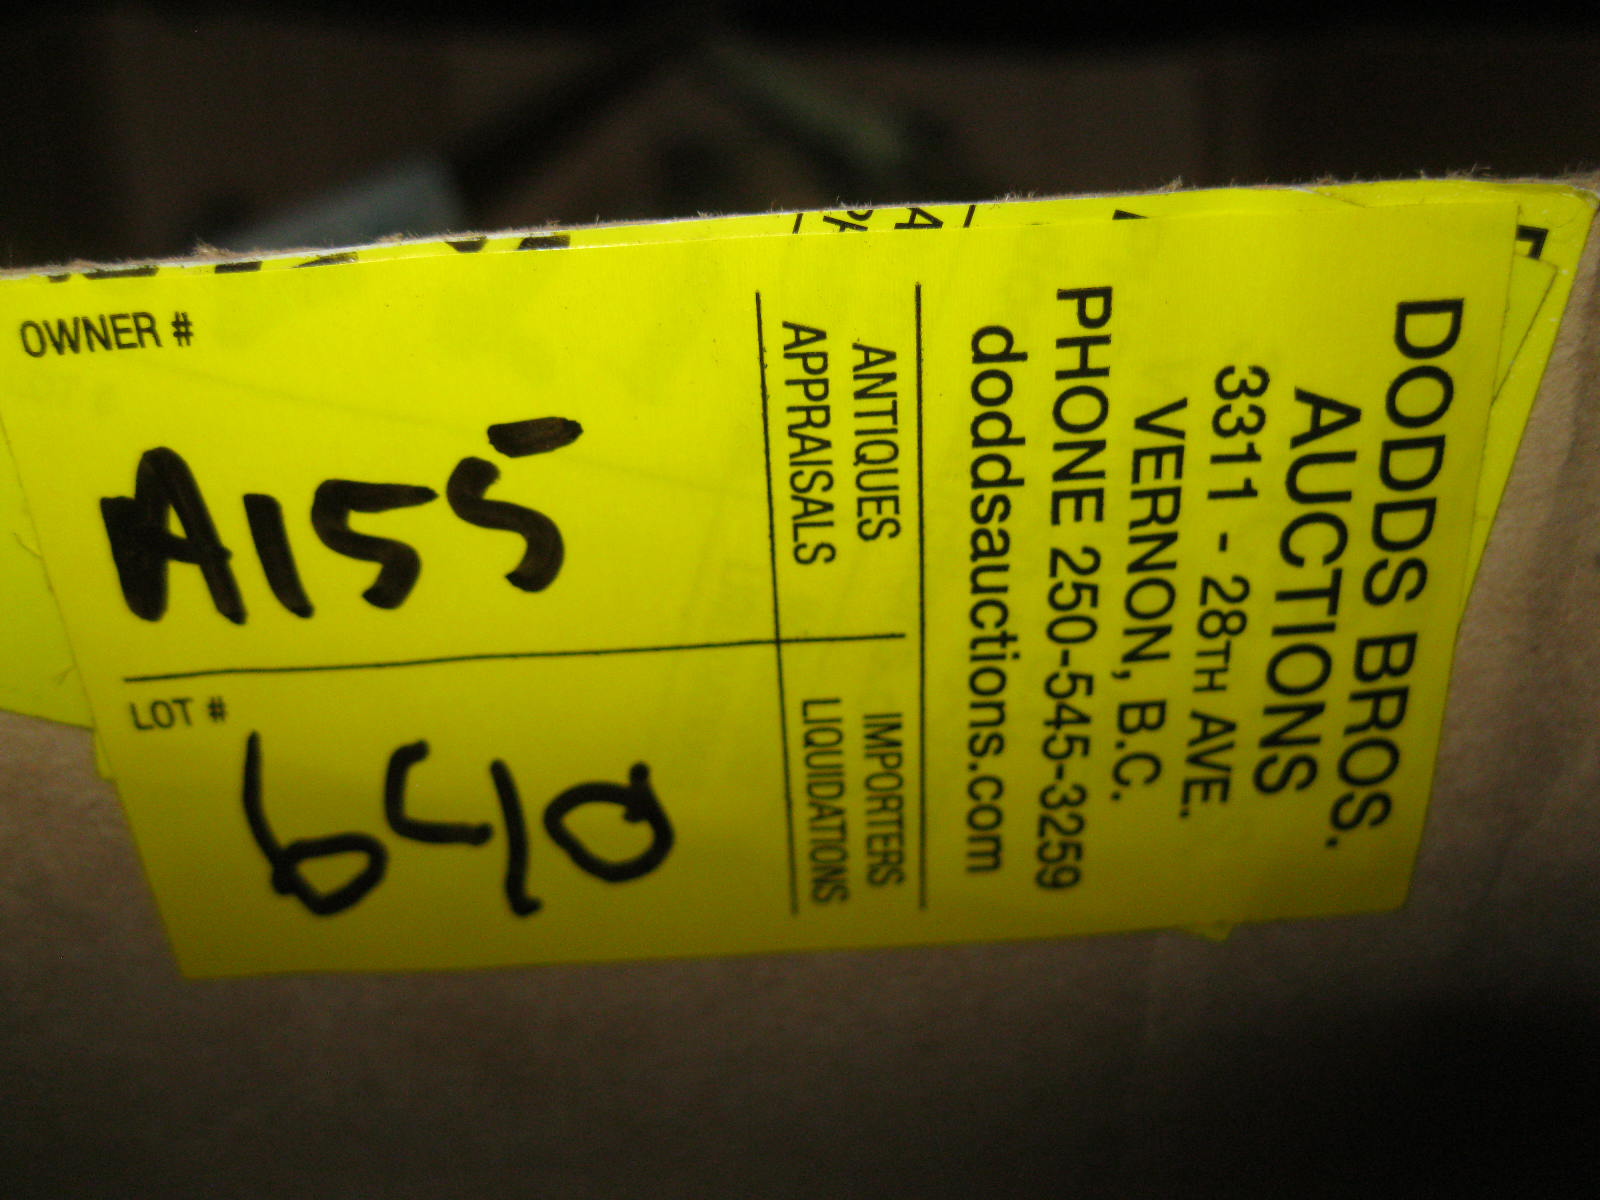 DODDS BROS.
AUCTIONS
3311 - 28TH AVE.
VERNON, B.C.
PHONE 250-545-3259
doddsauctions.com
ANTIQUES IMPORTERS
APPRAISALS LIQUIDATIONS
OWNER #
A155
LOT #
640